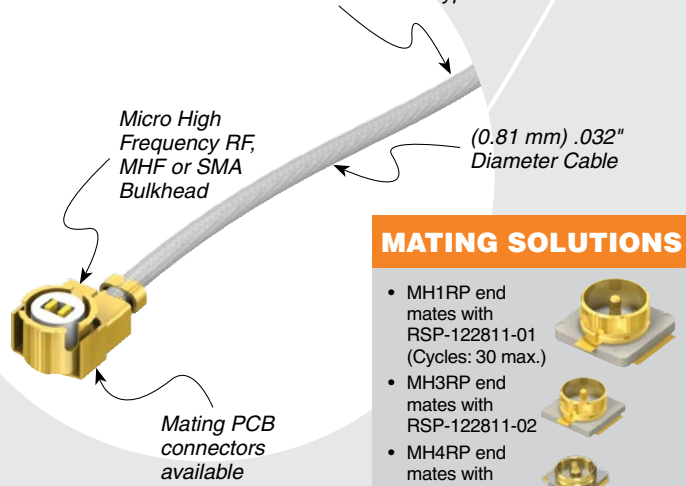 Micro High
Frequency RF,
MHF or SMA
Bulkhead
(0.81 mm) .032"
Diameter Cable
MATING SOLUTIONS
• MH1RP end
mates with
RSP-122811-01
(Cycles: 30 max.)
• MH3RP end
mates with
RSP-122811-02
• MH4RP end
mates with
Mating PCB
connectors
available